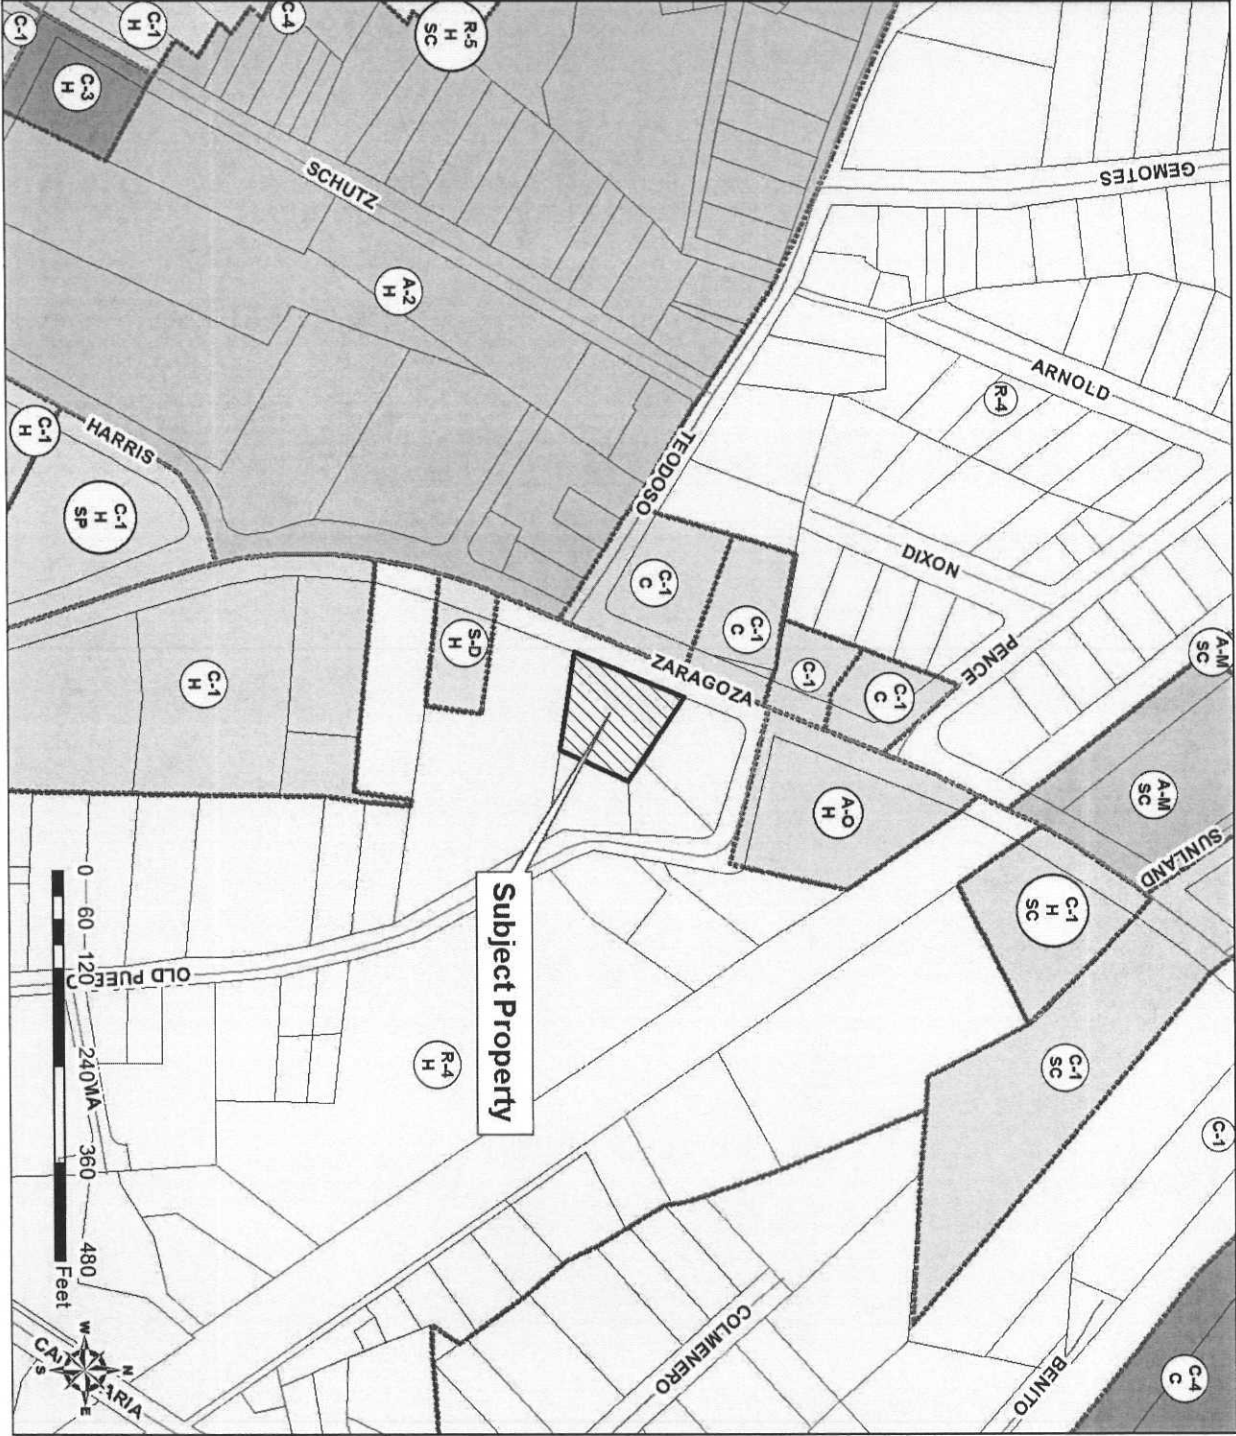 C-1
C-3
H
C-1
H
C-4
R-5
H
SC
SCHUTZ
A-2
H
GEMOTES
ARNOLD
R-4
HARRIS
C-1
H
C-1
H
SP
TEODOSO
DIXON
C-1
C
C-1
C
C-1
C-1
C
PENCE
A-M
SC
A-M
SC
SUNLAND
ZARAGOZA
S-D
H
C-1
H
A-O
H
C-1
H
SC
C-1
SC
C-1
Subject Property
OLD
R-4
H
COLMENERO
BENITO
C-4
C
0 60 120 240 360 480
Feet
N
W
E
S